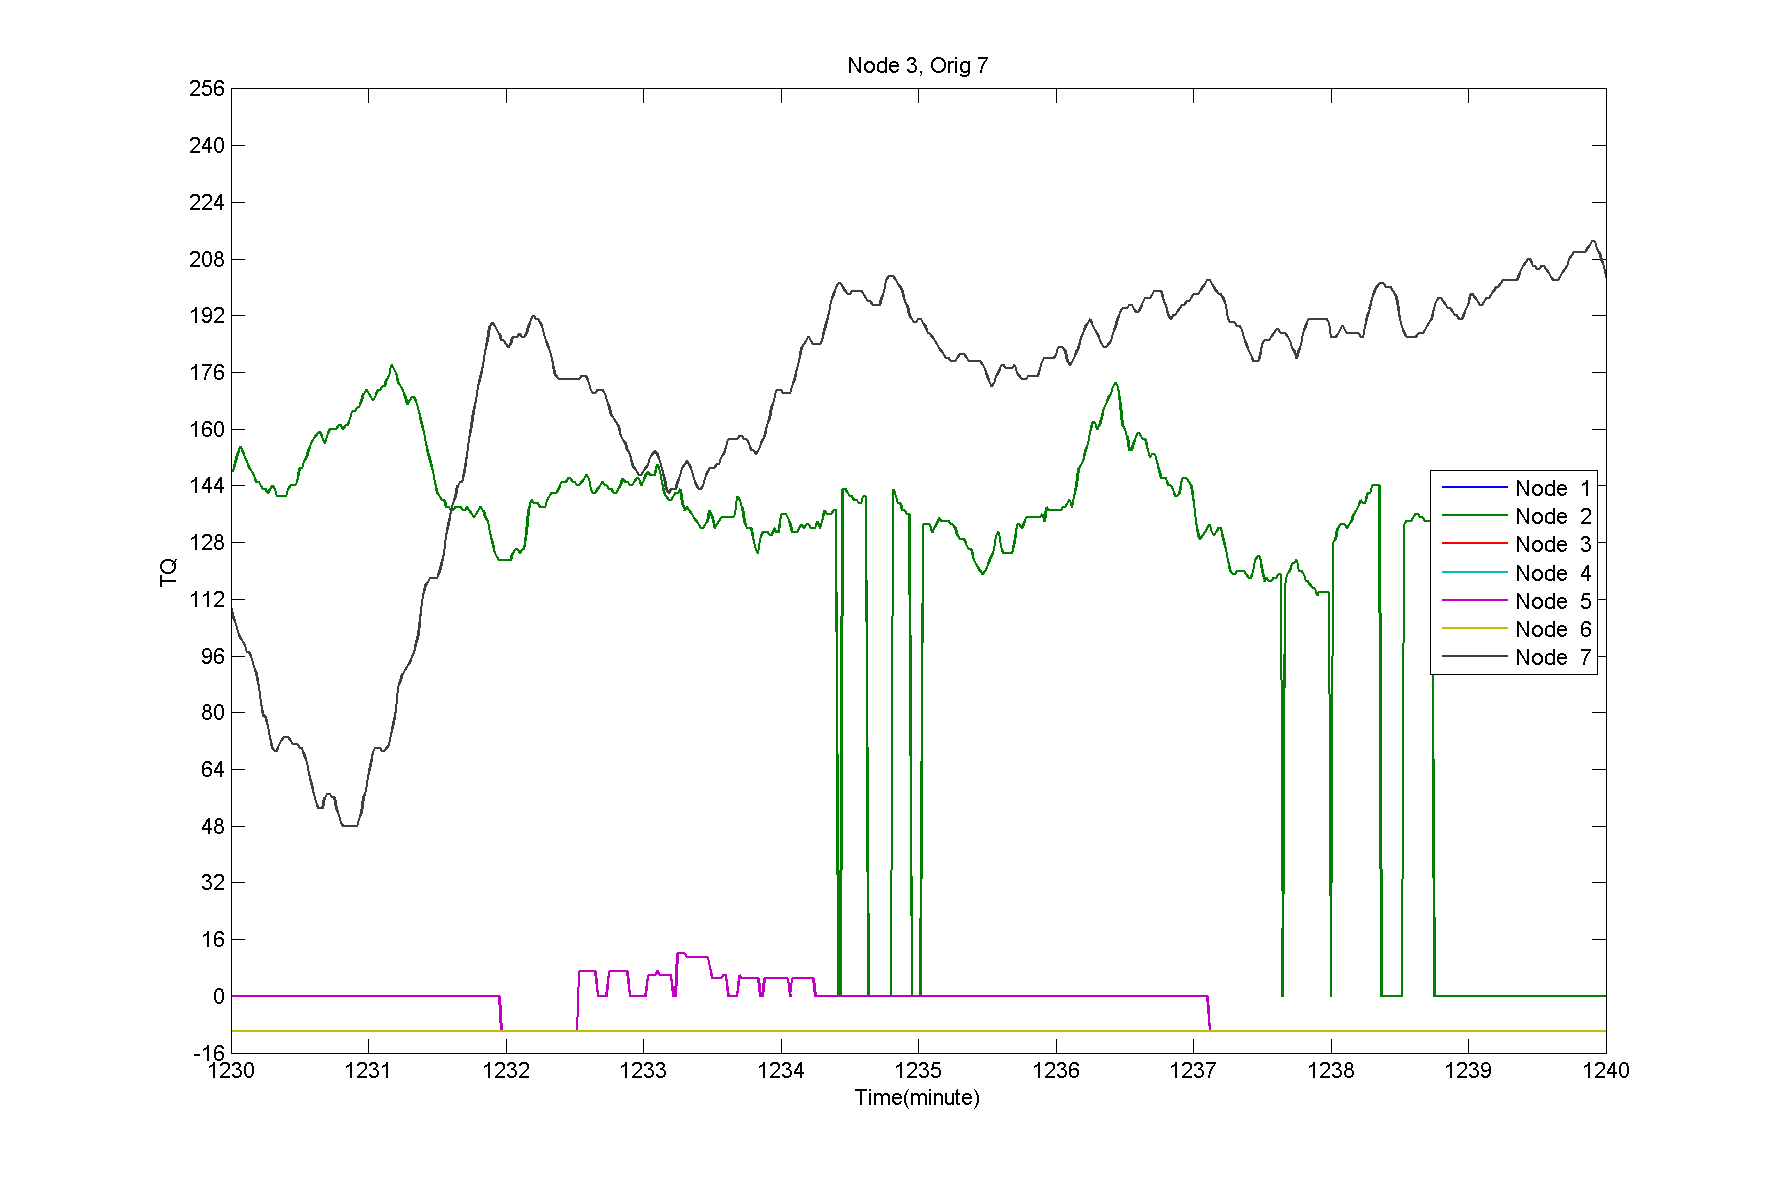 Node 3, Orig 7
256
240
224
208
192
176
160
144
128
112
96
80
64
48
32
16
0
-16
TQ
Node 1
Node 2
Node 3
Node 4
Node 5
Node 6
Node 7
1230 1231 1232 1233 1234 1235 1236 1237 1238 1239 1240
Time(minute)